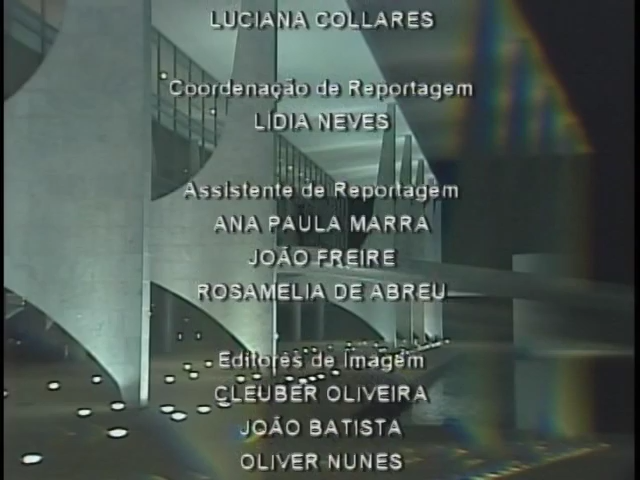 LUCIANA COLLARES
Coordenação de Reportagem
LÍDIA NEVES
Assistente de Reportagem
ANA PAULA MARRA
JOÃO FREIRE
ROSAMELIA DE ABREU
Editores de Imagem
CLEUBER OLIVEIRA
JOÃO BATISTA
OLIVER NUNES